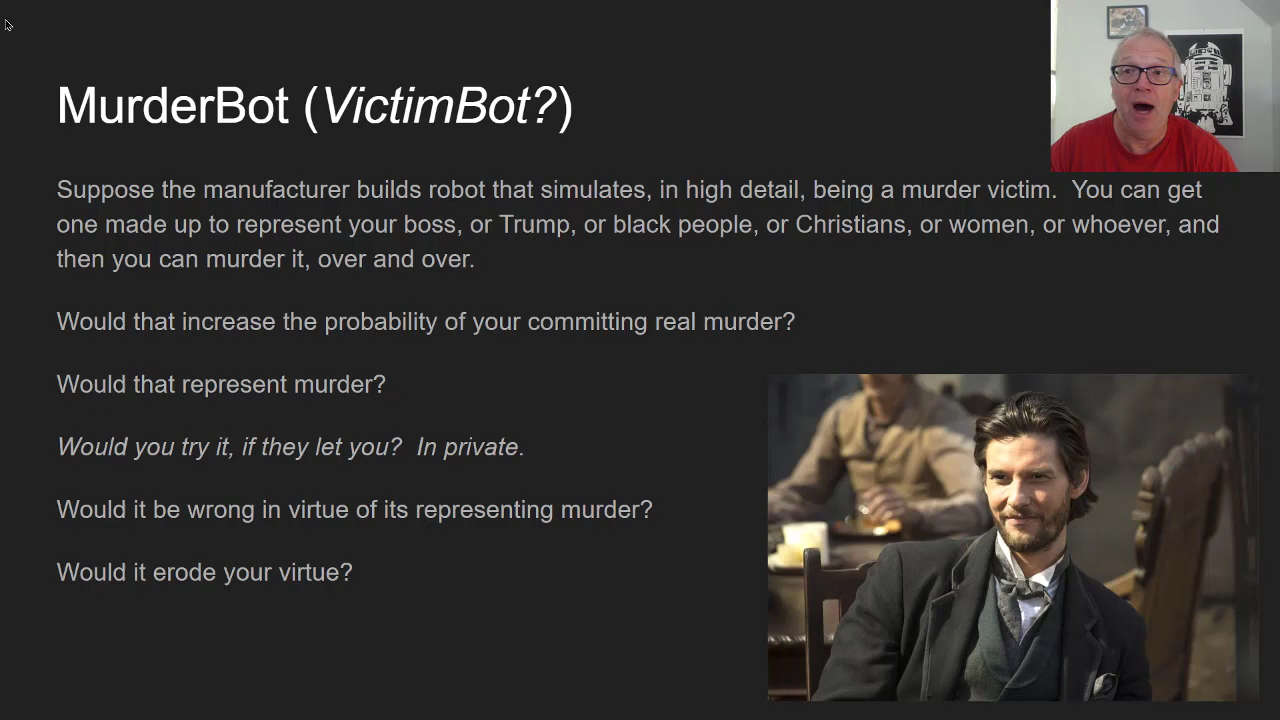 MurderBot (VictimBot?)
Suppose the manufacturer builds robot that simulates, in high detail, being a murder victim.  You can get
one made up to represent your boss, or Trump, or black people, or Christians, or women, or whoever, and
then you can murder it, over and over.
Would that increase the probability of your committing real murder?
Would that represent murder?
Would you try it, if they let you?  In private.
Would it be wrong in virtue of its representing murder?
Would it erode your virtue?